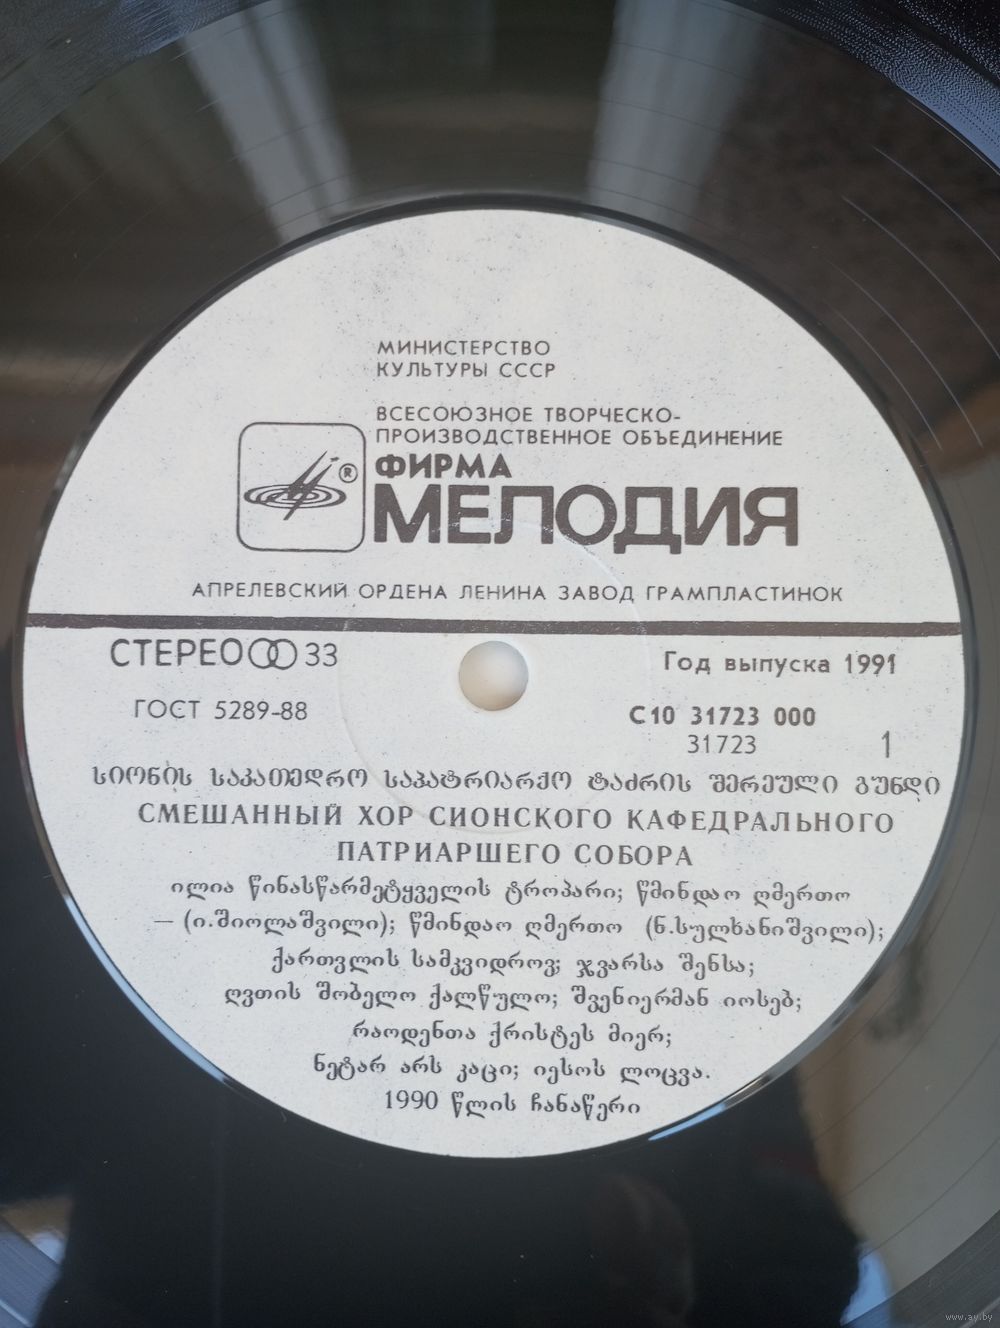 МИНИСТЕРСТВО
КУЛЬТУРЫ СССР
ВСЕСОЮЗНОЕ ТВОРЧЕСКО-
ПРОИЗВОДСТВЕННОЕ ОБЪЕДИНЕНИЕ
ФИРМА
®
МЕЛОДИЯ
АПРЕЛЕВСКИЙ ОРДЕНА ЛЕНИНА ЗАВОД ГРАМПЛАСТИНОК
СТЕРЕО 33
Год выпуска 1991
ГОСТ 5289-88
С10 31723 000
31723
1
სიონის საკათედრო საპატრიარქო ტაძრის შერეული გუნდი
СМЕШАННЫЙ ХОР СИОНСКОГО КАФЕДРАЛЬНОГО
ПАТРИАРШЕГО СОБОРА
ილია წინასწარმეტყველის ტროპარი; წმინდაო ღმერთო
— (ი.შიოლაშვილი); წმინდაო ღმერთო (ნ.სულხანიშვილი);
ქართვლის სამკვიდროვ; ჯვარსა შენსა;
ღვთის შობელო ქალწულო; შვენიერმან იოსებ;
რაოდენთა ქრისტეს მიერ;
ნეტარ არს კაცი; იესოს ლოცვა.
1990 წლის ჩანაწერი
www.ay.by